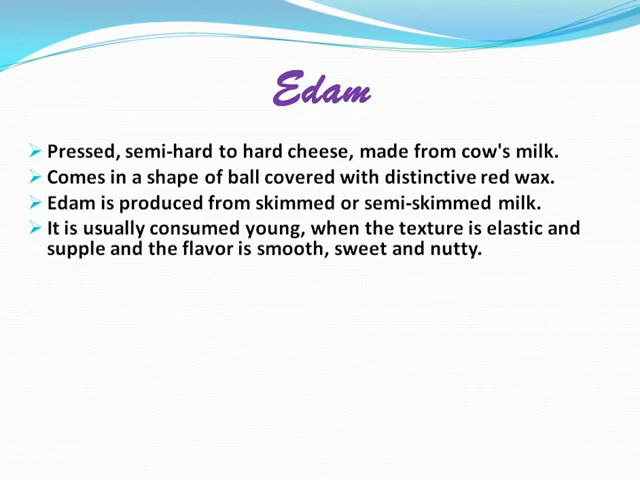 Edam
Pressed, semi-hard to hard cheese, made from cow's milk.
Comes in a shape of ball covered with distinctive red wax.
Edam is produced from skimmed or semi-skimmed milk.
It is usually consumed young, when the texture is elastic and
supple and the flavor is smooth, sweet and nutty.